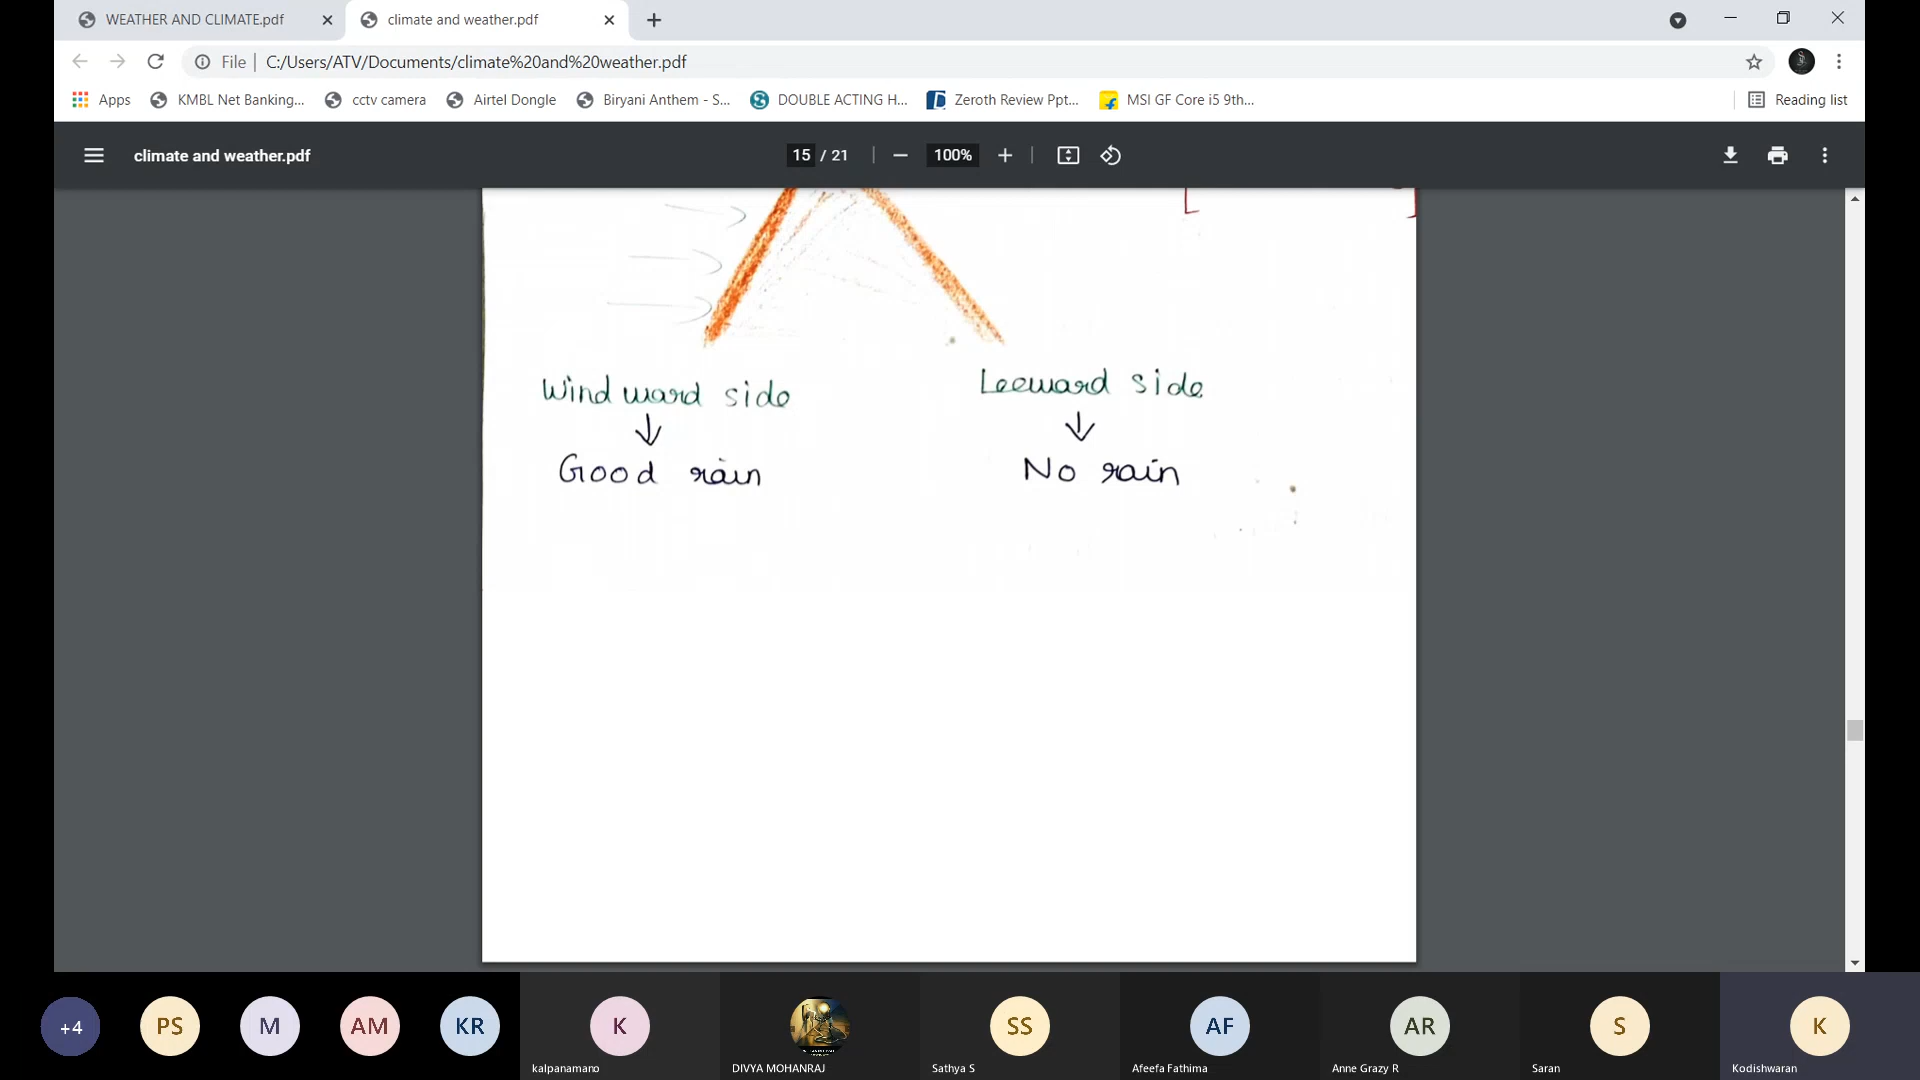 WEATHER AND CLIMATE.pdf
climate and weather.pdf
File
C:/Users/ATV/Documents/climate%20and%20weather.pdf
Apps
KMBL Net Banking...
cctv camera
Airtel Dongle
Biryani Anthem - S...
DOUBLE ACTING H...
Zeroth Review Ppt...
MSI GF Core i5 9th...
Reading list
climate and weather.pdf
15 / 21
100%
Windward side
Leeward side
Good rain
No rain
+4
PS
M
AM
KR
K
SS
AF
AR
S
K
kalpanamano
DIVYA MOHANRAJ
Sathya S
Afeefa Fathima
Anne Grazy R
Saran
Kodishwaran